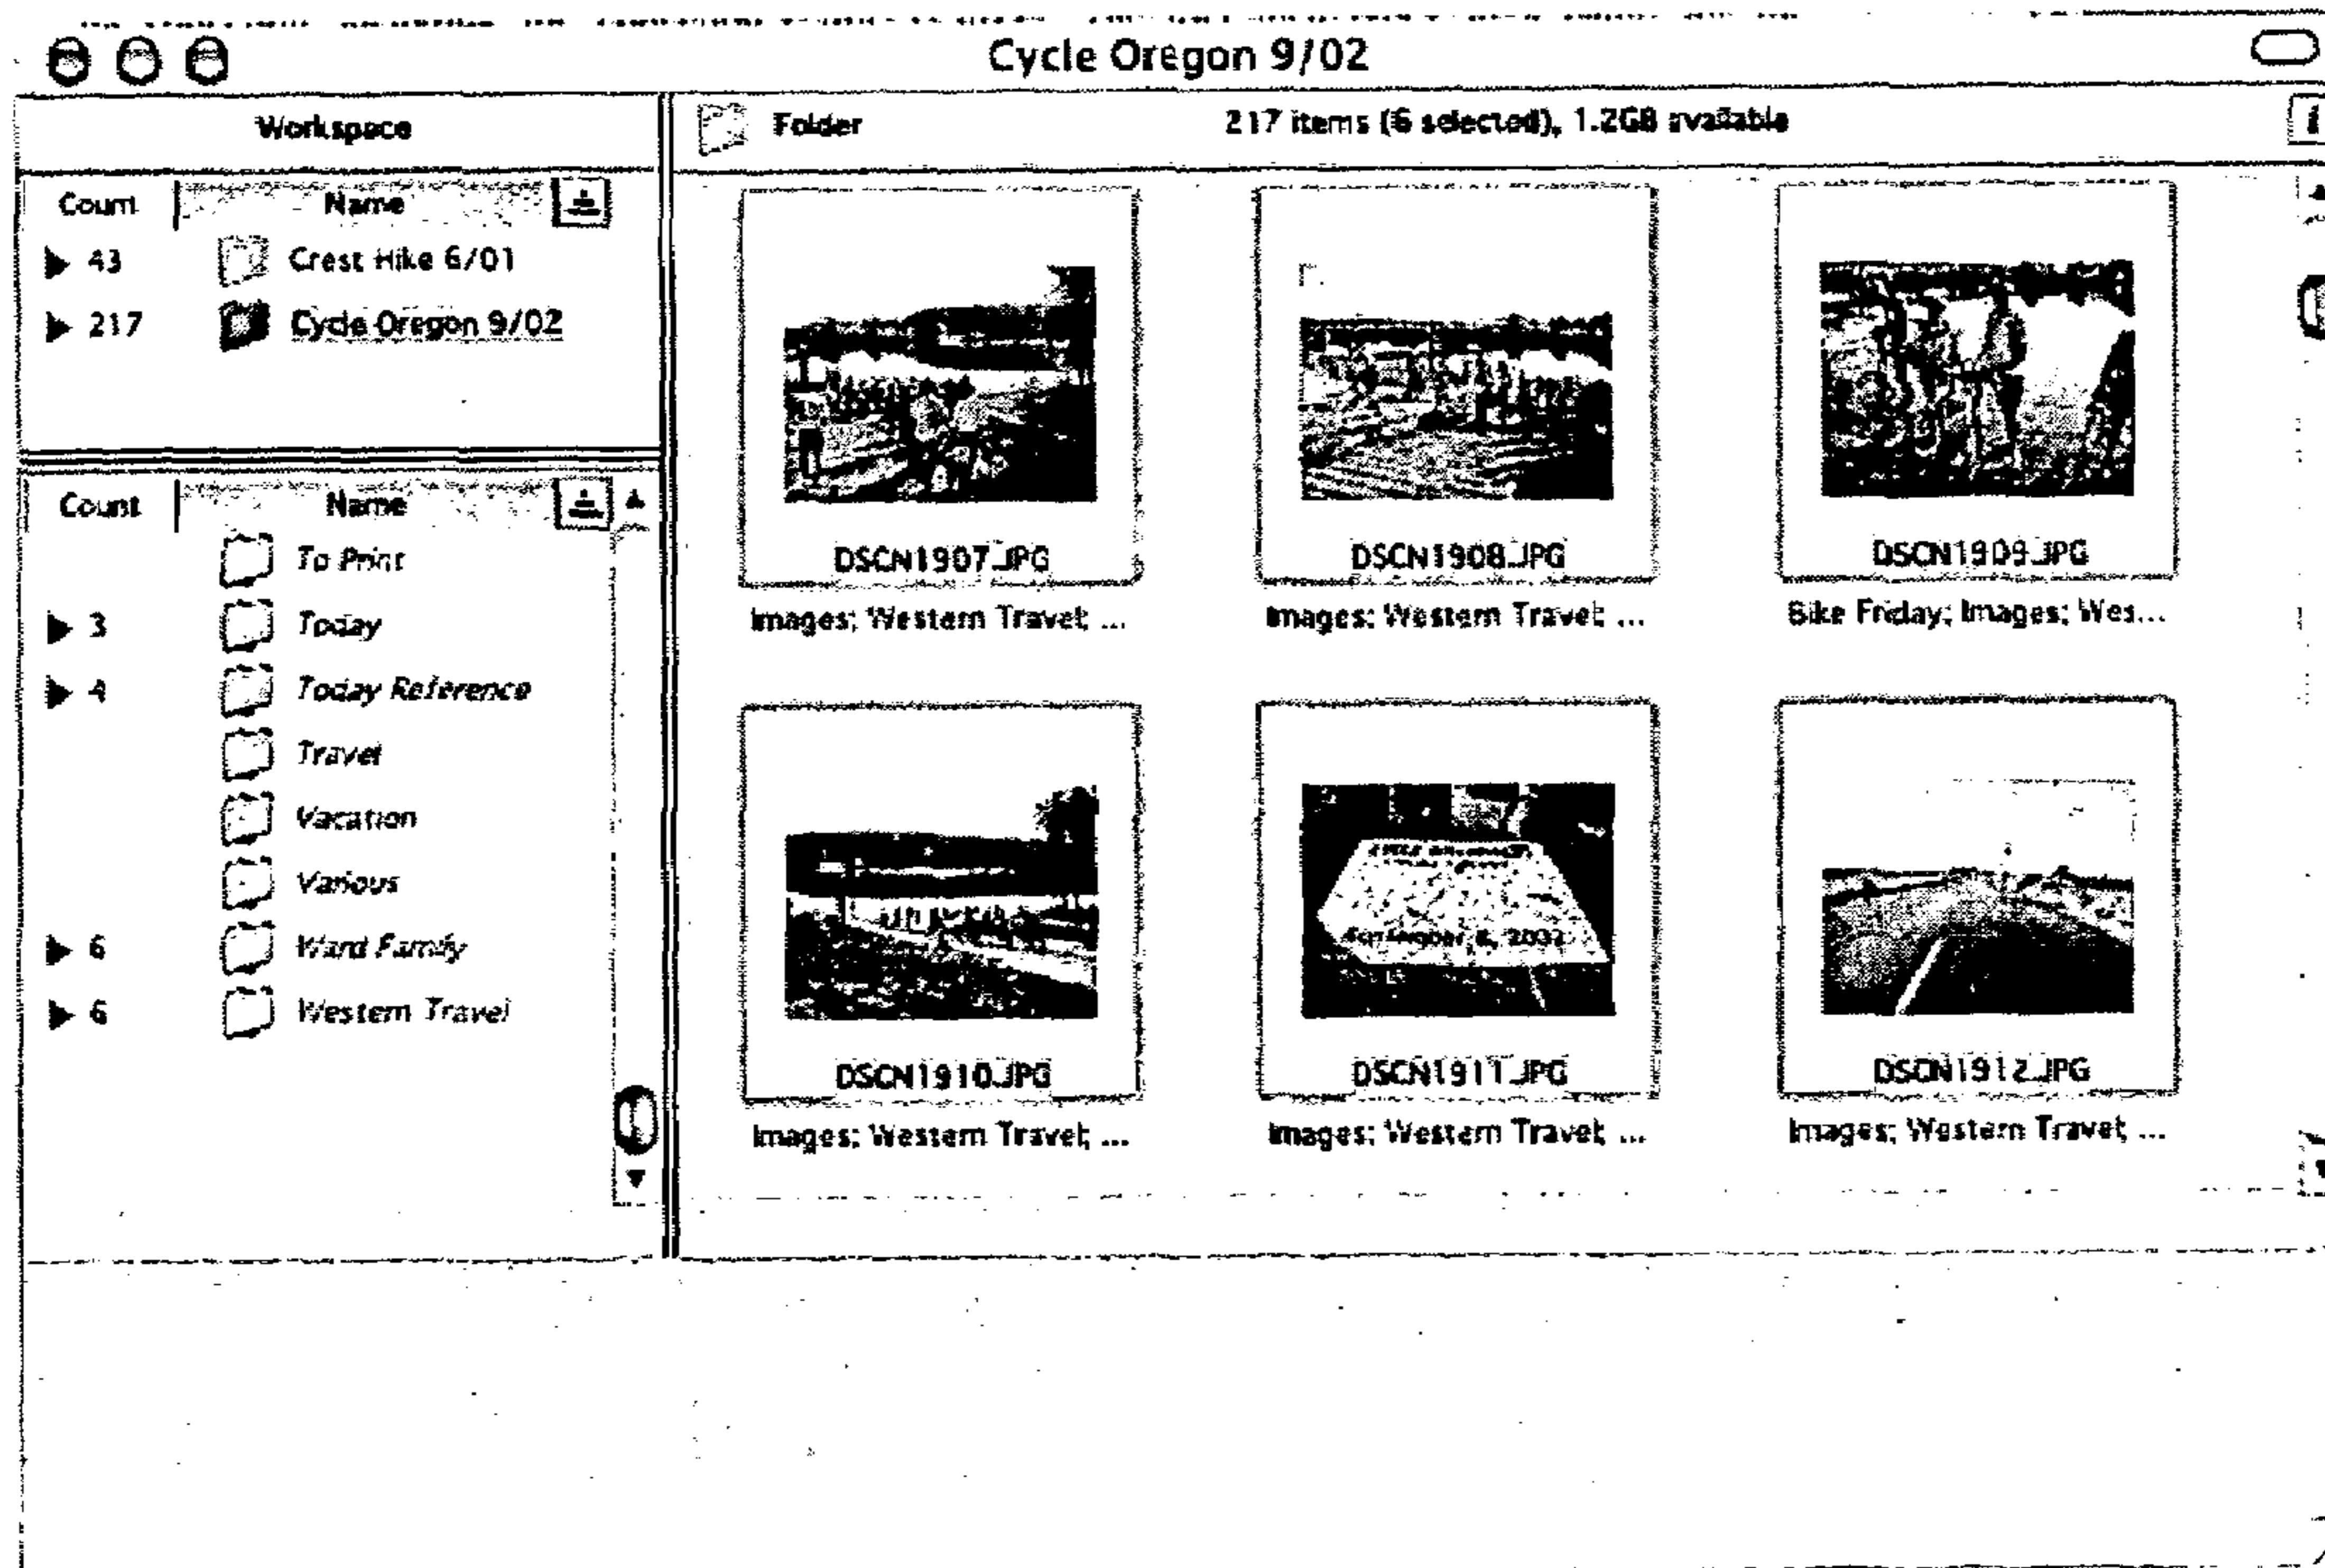 Cycle Oregon 9/02
Workspace
Folder 217 items (6 selected), 1.2GB available
Count Name
43 Crest Hike 6/01
217 Cycle Oregon 9/02
Count Name
To Print
3 Today
4 Today Reference
Travel
Vacation
Various
6 Ward Family
6 Western Travel
DSCN1907.JPG DSCN1908.JPG DSCN1909.JPG
Images; Western Travel; ... Images; Western Travel; ... Bike Friday; Images; Wes...
2002
DSCN1910.JPG DSCN1911.JPG DSCN1912.JPG
Images; Western Travel; ... Images; Western Travel; ... Images; Western Travel; ...